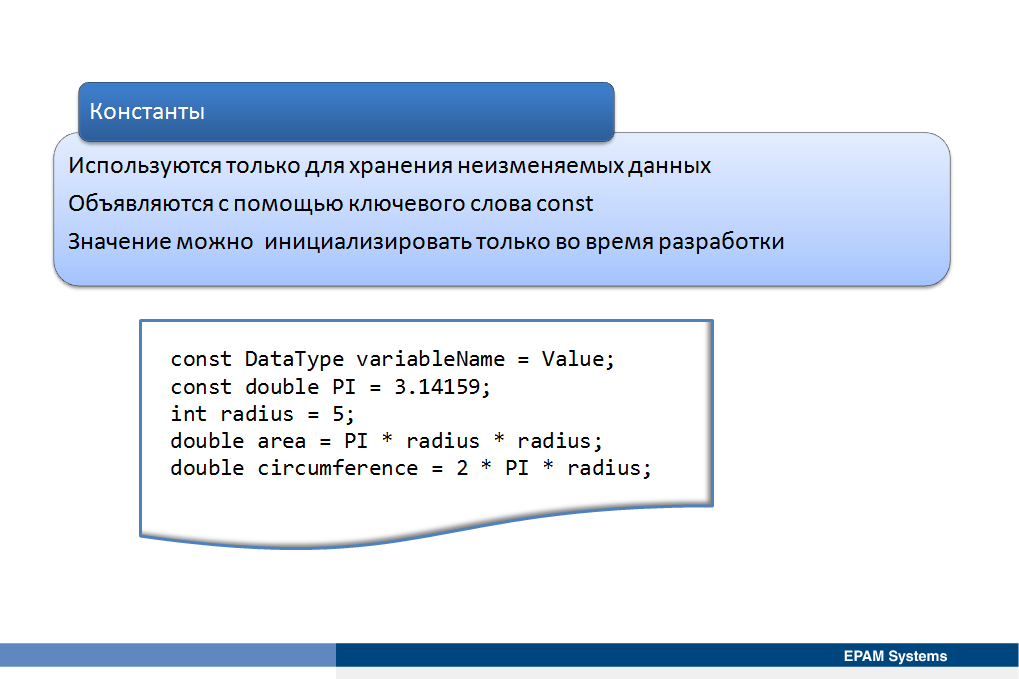 Константы
Используются только для хранения неизменяемых данных
Объявляются с помощью ключевого слова const
Значение можно  инициализировать только во время разработки
const DataType variableName = Value;
const double PI = 3.14159;
int radius = 5;
double area = PI * radius * radius;
double circumference = 2 * PI * radius;
EPAM Systems